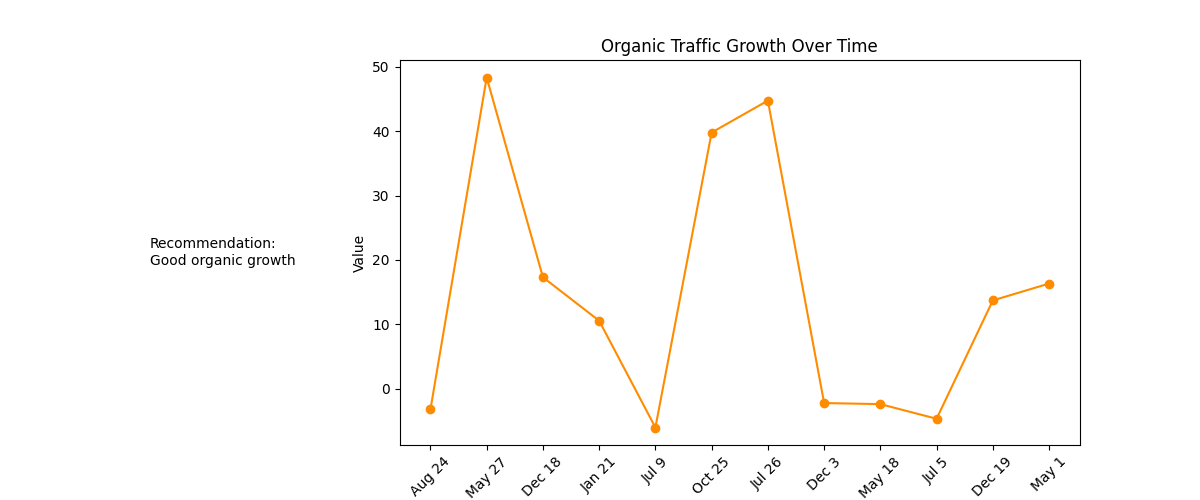 Organic Traffic Growth Over Time
Recommendation:
Good organic growth
Value
50
40
30
20
10
0
Aug 24
May 27
Dec 18
Jan 21
Jul 9
Oct 25
Jul 26
Dec 3
May 18
Jul 5
Dec 19
May 1